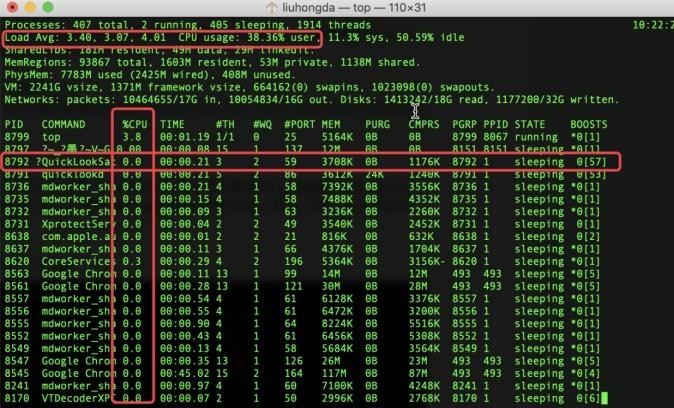 liuhongda — top — 110×31
Processes: 407 total, 2 running, 405 sleeping, 1914 threads 10:22:2
Load Avg: 3.40, 3.07, 4.01 CPU usage: 38.36% user, 11.3% sys, 50.59% idle
SharedLibs: 181M resident, 49M data, 29M linkedit.
MemRegions: 93867 total, 1603M resident, 53M private, 1138M shared.
PhysMem: 7783M used (2425M wired), 408M unused.
VM: 2241G vsize, 1371M framework vsize, 664162(0) swapins, 1023098(0) swapouts.
Networks: packets: 10464655/17G in, 10054834/16G out. Disks: 1413242/18G read, 1177200/32G written.
PID COMMAND %CPU TIME #TH #WQ #PORT MEM PURG CMPRS PGRP PPID STATE BOOSTS
8799 top 3.8 00:01.19 1/1 0 25 5164K 0B 0B 8799 8067 running *0[1]
8797 0.00 00:00.08 15 1 137 12M 0B 0B 8151 8151 sleeping *0[1]
8792 ?QuickLookSa 0.0 00:00.21 3 2 59 3708K 0B 1176K 8792 1 sleeping 0[57]
8791 quicklookd 0.0 00:00.21 5 2 86 3612K 24K 1240K 8791 1 sleeping 0[53]
8736 mdworker_sha 0.0 00:00.21 4 1 58 7392K 0B 3556K 8736 1 sleeping *0[1]
8735 mdworker_sha 0.0 00:00.15 4 1 58 7488K 0B 4352K 8735 1 sleeping *0[1]
8732 mdworker_sha 0.0 00:00.09 3 1 63 3236K 0B 2260K 8732 1 sleeping *0[1]
8731 XprotectServ 0.0 00:00.04 2 2 49 3540K 0B 2452K 8731 1 sleeping 0[1]
8638 com.apple.au 0.0 00:00.01 2 2 21 816K 0B 632K 8638 1 sleeping 0[2]
8637 mdworker_sha 0.0 00:00.11 3 1 66 4376K 0B 1704K 8637 1 sleeping *0[1]
8620 CoreServices 0.3 00:00.29 4 2 196 5364K 0B 3156K- 8620 1 sleeping *0[1]
8563 Google Chrom 0.0 00:00.11 13 1 99 14M 0B 12M 493 493 sleeping *0[5]
8561 Google Chrom 0.0 00:00.28 13 1 121 30M 0B 28M 493 493 sleeping *0[5]
8557 mdworker_sha 0.0 00:00.54 4 1 61 6128K 0B 3376K 8557 1 sleeping *0[1]
8556 mdworker_sha 0.0 00:00.55 4 1 61 6472K 0B 3200K 8556 1 sleeping *0[1]
8555 mdworker_sha 0.0 00:00.90 4 1 64 8224K 0B 5516K 8555 1 sleeping *0[1]
8552 mdworker_sha 0.0 00:00.43 4 1 61 6456K 0B 5308K 8552 1 sleeping *0[1]
8549 mdworker_sha 0.0 00:00.13 4 1 58 5684K 0B 3564K 8549 1 sleeping *0[1]
8547 Google Chrom 0.0 00:00.35 13 1 126 26M 0B 23M 493 493 sleeping *0[5]
8545 Google Chrom 0.0 00:45.02 15 2 164 117M 0B 87M 493 493 sleeping *0[4]
8241 mdworker_sha 0.0 00:00.97 4 1 60 7100K 0B 4248K 8241 1 sleeping *0[1]
8170 VTDecoderXPC 0.0 00:00.07 2 1 50 2996K 0B 2768K 8170 1 sleeping 0[6]